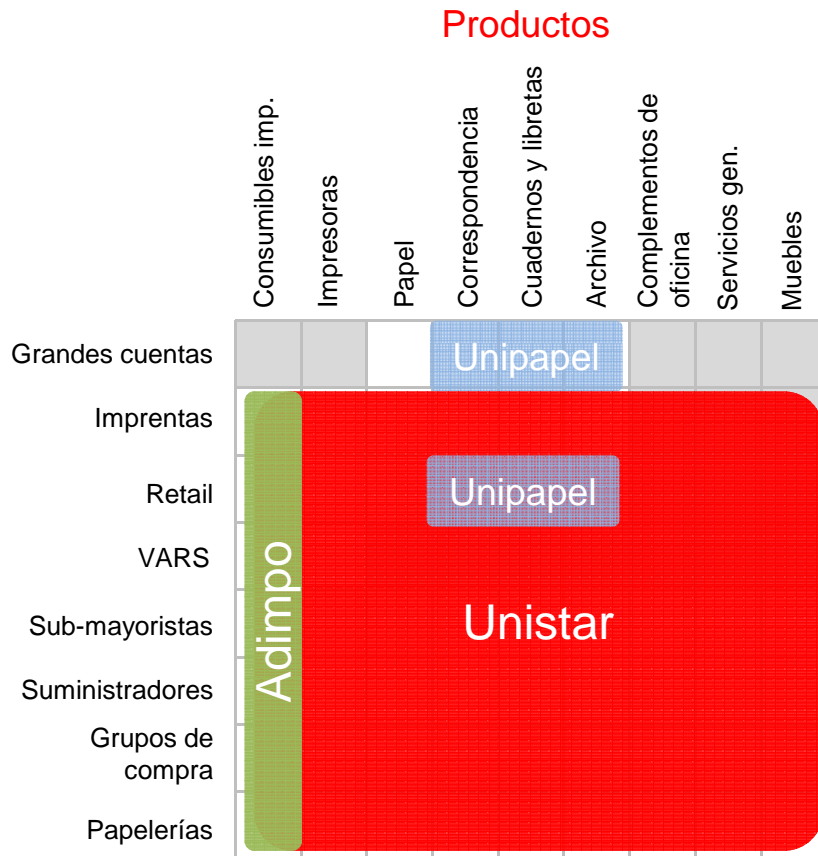 Productos
Consumibles imp.
Impresoras
Papel
Correspondencia
Cuadernos y libretas
Archivo
Complementos de
oficina
Servicios gen.
Muebles
Grandes cuentas
Unipapel
Imprentas
Retail
Unipapel
VARS
Adimpo
Sub-mayoristas
Unistar
Suministradores
Grupos de
compra
Papelerías